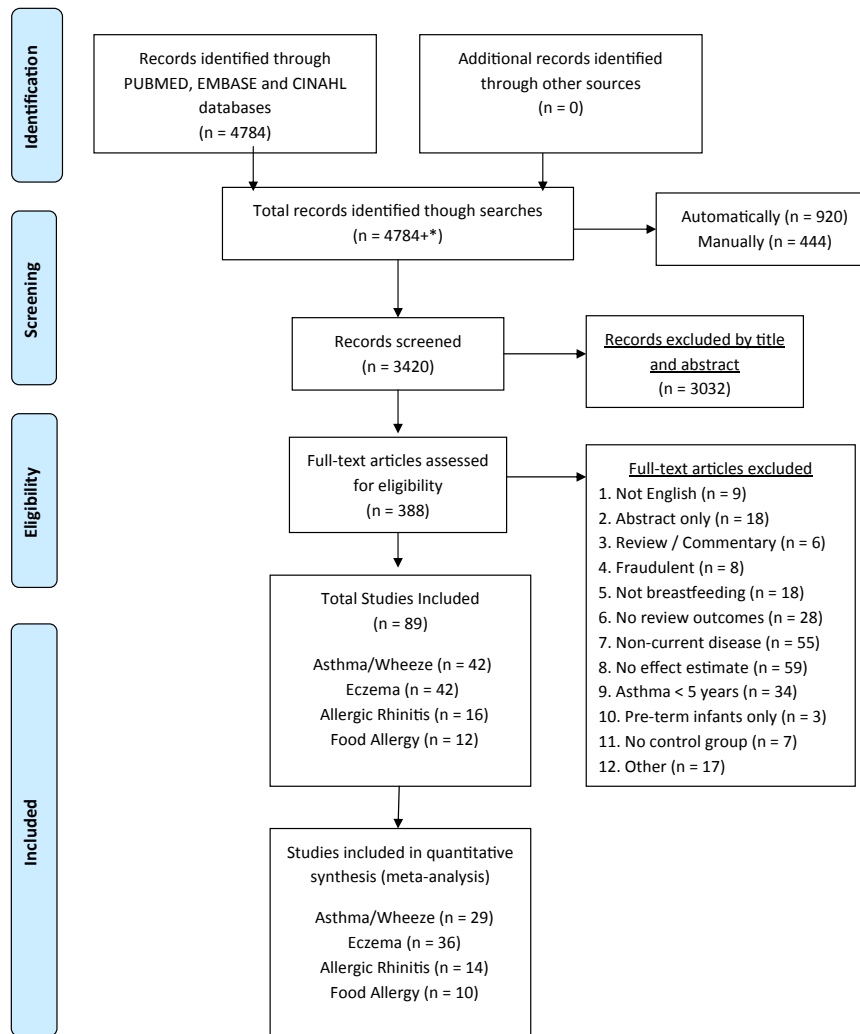 Identification
Records identified through
PUBMED, EMBASE and CINAHL
databases
(n = 4784)
Additional records identified
through other sources
(n = 0)
Total records identified though searches
(n = 4784+*)
Automatically (n = 920)
Manually (n = 444)
Screening
Records screened
(n = 3420)
Records excluded by title
and abstract
(n = 3032)
Eligibility
Full-text articles assessed
for eligibility
(n = 388)
Full-text articles excluded
1. Not English (n = 9)
2. Abstract only (n = 18)
3. Review / Commentary (n = 6)
4. Fraudulent (n = 8)
5. Not breastfeeding (n = 18)
6. No review outcomes (n = 28)
7. Non-current disease (n = 55)
8. No effect estimate (n = 59)
9. Asthma < 5 years (n = 34)
10. Pre-term infants only (n = 3)
11. No control group (n = 7)
12. Other (n = 17)
Included
Total Studies Included
(n = 89)
Asthma/Wheeze (n = 42)
Eczema (n = 42)
Allergic Rhinitis (n = 16)
Food Allergy (n = 12)
Studies included in quantitative
synthesis (meta-analysis)
Asthma/Wheeze (n = 29)
Eczema (n = 36)
Allergic Rhinitis (n = 14)
Food Allergy (n = 10)